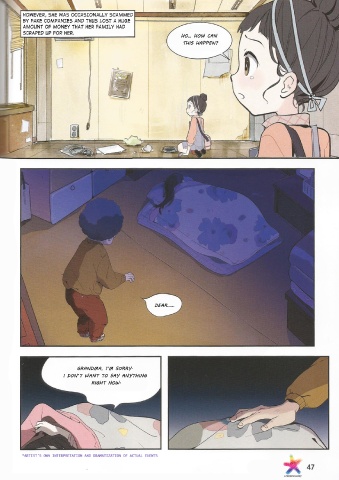 HOWEVER, SHE WAS OCCASIONALLY SCAMMED
BY FAKE COMPANIES AND THUS LOST A HUGE
AMOUNT OF MONEY THAT HER FAMILY HAD
SCRAPED UP FOR HER.
NO... HOW CAN
THIS HAPPEN?
DEAR....
GRANDMA, I'M SORRY.
I DON'T WANT TO SAY ANYTHING
RIGHT NOW.
*ARTIST'S OWN INTERPRETATION AND DRAMATIZATION OF ACTUAL EVENTS
47